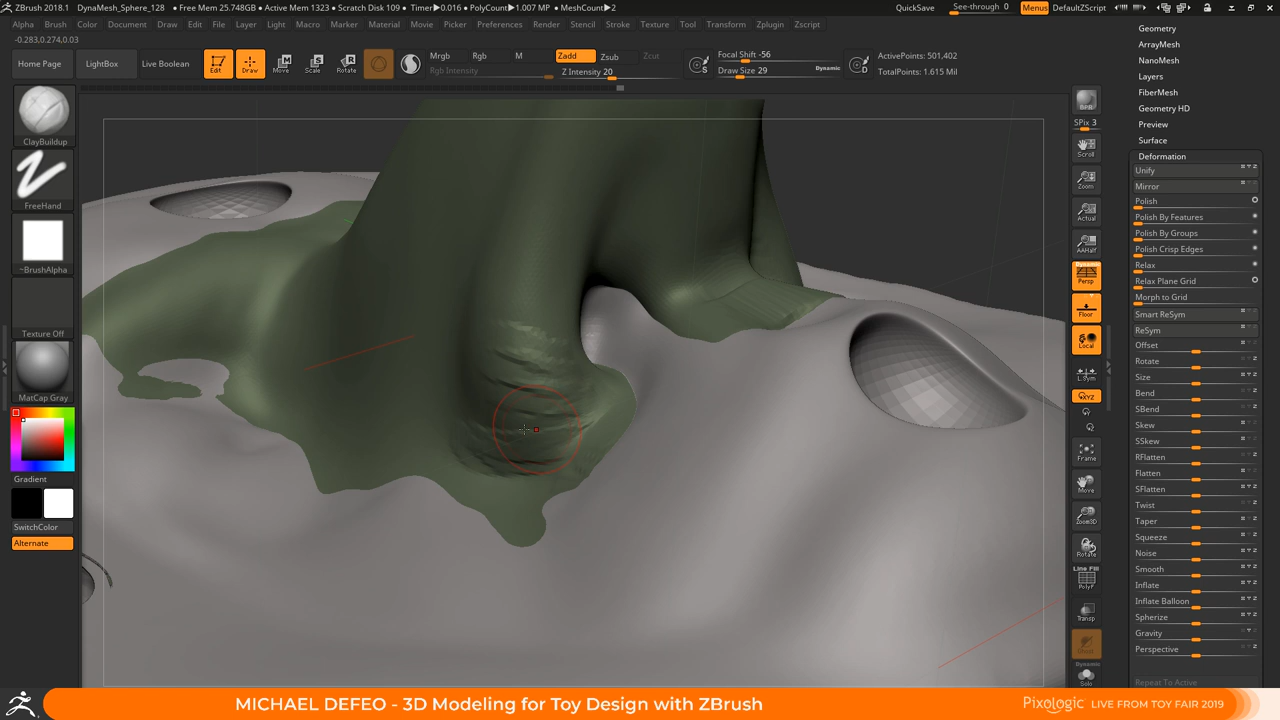 ZBrush 2018.1 DynaMesh_Sphere_128 ● Free Mem 25.748GB ● Active Mem 1323 ● Scratch Disk 109 ● Timer▶0.016 ● PolyCount▶1.007 MP ● MeshCount▶2 QuickSave See-through 0 Menus DefaultZScript
Alpha Brush Color Document Draw Edit File Layer Light Macro Marker Material Movie Picker Preferences Render Stencil Stroke Texture Tool Transform Zplugin Zscript
-0.283,0.274,0.03
Home Page LightBox Live Boolean Edit Draw Move Scale Rotate
Mrgb Rgb M Zadd Zsub Zcut
Rgb Intensity Z Intensity 20
Focal Shift -56
Draw Size 29 Dynamic
ActivePoints: 501,402
TotalPoints: 1.615 Mil
ClayBuildup
FreeHand
~BrushAlpha
Texture Off
MatCap Gray
Gradient
SwitchColor
Alternate
BPR
SPix 3
Scroll
Zoom
Actual
AAHalf
Dynamic
Persp
Floor
Local
L.Sym
XYZ
Frame
Move
Zoom3D
Rotate
Line Fill
PolyF
Transp
Ghost
Dynamic
Solo
Geometry
ArrayMesh
NanoMesh
Layers
FiberMesh
Geometry HD
Preview
Surface
Deformation
Unify
Mirror
Polish
Polish By Features
Polish By Groups
Polish Crisp Edges
Relax
Relax Plane Grid
Morph to Grid
Smart ReSym
ReSym
Offset
Rotate
Size
Bend
SBend
Skew
SSkew
RFlatten
Flatten
SFlatten
Twist
Taper
Squeeze
Noise
Smooth
Inflate
Inflate Balloon
Spherize
Gravity
Perspective
Repeat To Active
MICHAEL DEFEO - 3D Modeling for Toy Design with ZBrush
Pixologic LIVE FROM TOY FAIR 2019